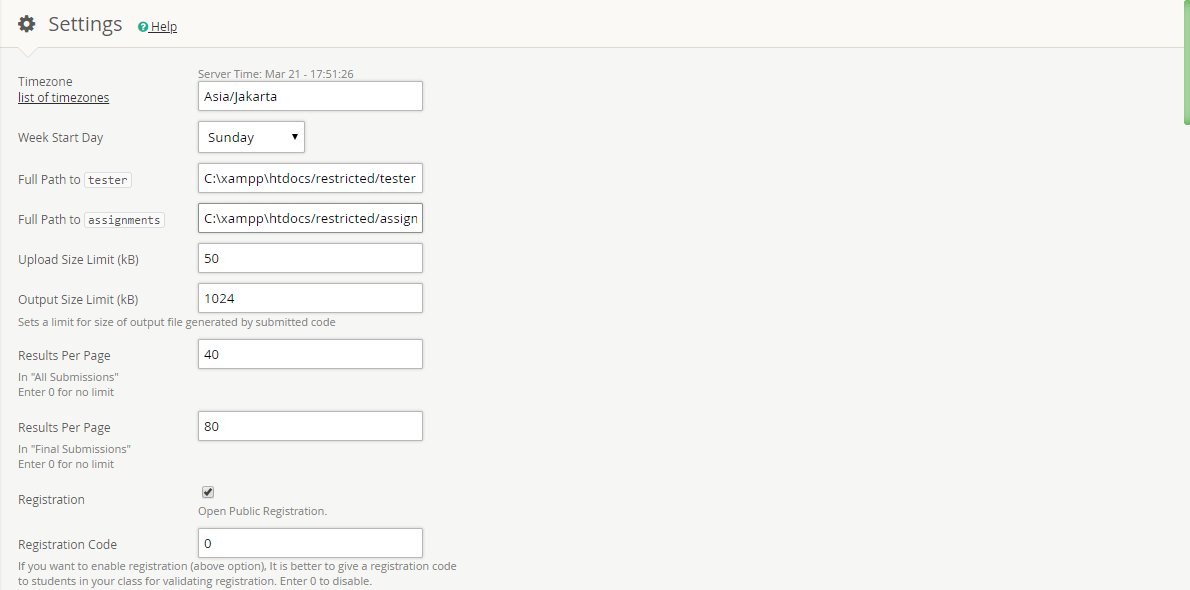 Settings Help
Server Time: Mar 21 - 17:51:26
Timezone
list of timezones
Asia/Jakarta
Week Start Day
Sunday
Full Path to tester
C:\xampp\htdocs/restricted/tester
Full Path to assignments
C:\xampp\htdocs/restricted/assign
Upload Size Limit (kB)
50
Output Size Limit (kB)
1024
Sets a limit for size of output file generated by submitted code
Results Per Page
40
In "All Submissions"
Enter 0 for no limit
Results Per Page
80
In "Final Submissions"
Enter 0 for no limit
Registration
Open Public Registration.
Registration Code
0
If you want to enable registration (above option), It is better to give a registration code
to students in your class for validating registration. Enter 0 to disable.